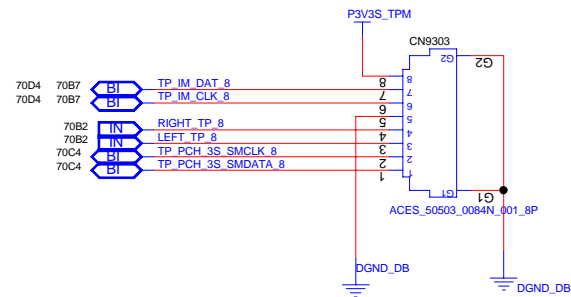 P3V3S_TPM
CN9303
G2
G2
8
8
70D4 70B7 BI TP_IM_DAT_8
7
7
70D4 70B7 BI TP_IM_CLK_8
6
6
5
70B2 IN RIGHT_TP_8
5
4
70B2 IN LEFT_TP_8
4
3
70C4 BI TP_PCH_3S_SMCLK_8
3
2
70C4 BI TP_PCH_3S_SMDATA_8
2
1
1
G1
G1
ACES_50503_0084N_001_8P
DGND_DB
DGND_DB